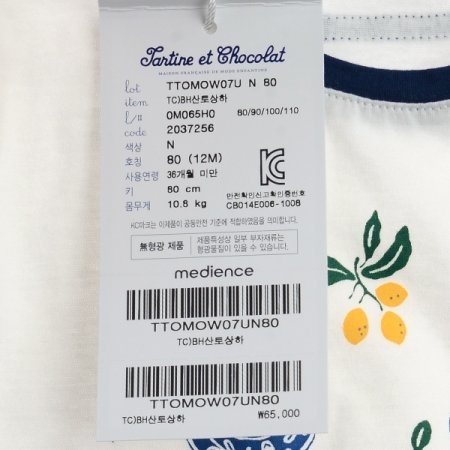 Tartine et Chocolat
MAISON FRANÇAISE DE MODE ENFANTINE
lot TTOMOW07U N 80
item TC)BH산토상하
L/# 0M065H0 80/90/100/110
code 2037256
색상 N
호칭 80 (12M)
사용연령 36개월 미만
키 80 cm
몸무게 10.8 kg
안전확인신고확인증번호
CB014E006-1008
KC마크는 이제품이 공통안전 기준에 적합하였음을 의미합니다.
無형광 제품
제품특성상 일부 부자재류는
형광물질이 있을 수 있습니다.
medience
TTOMOW07UN80
TC)BH산토상하
TTOMOW07UN80
TC)BH산토상하
₩65,000